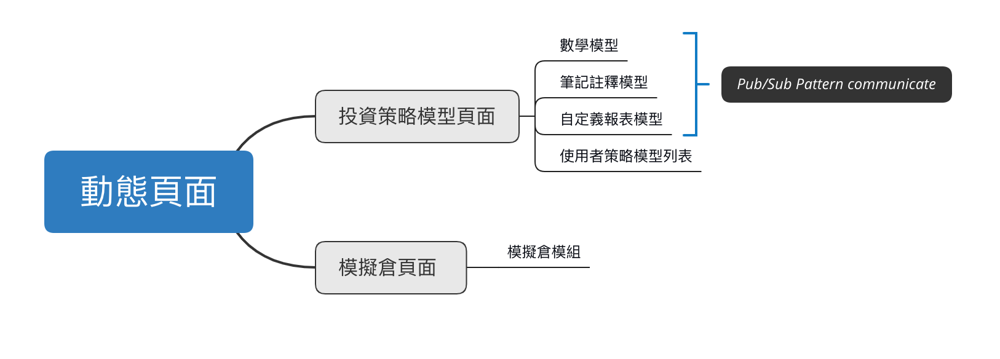 動態頁面
投資策略模型頁面
數學模型
筆記註釋模型
自定義報表模型
使用者策略模型列表
Pub/Sub Pattern communicate
模擬倉頁面
模擬倉模組